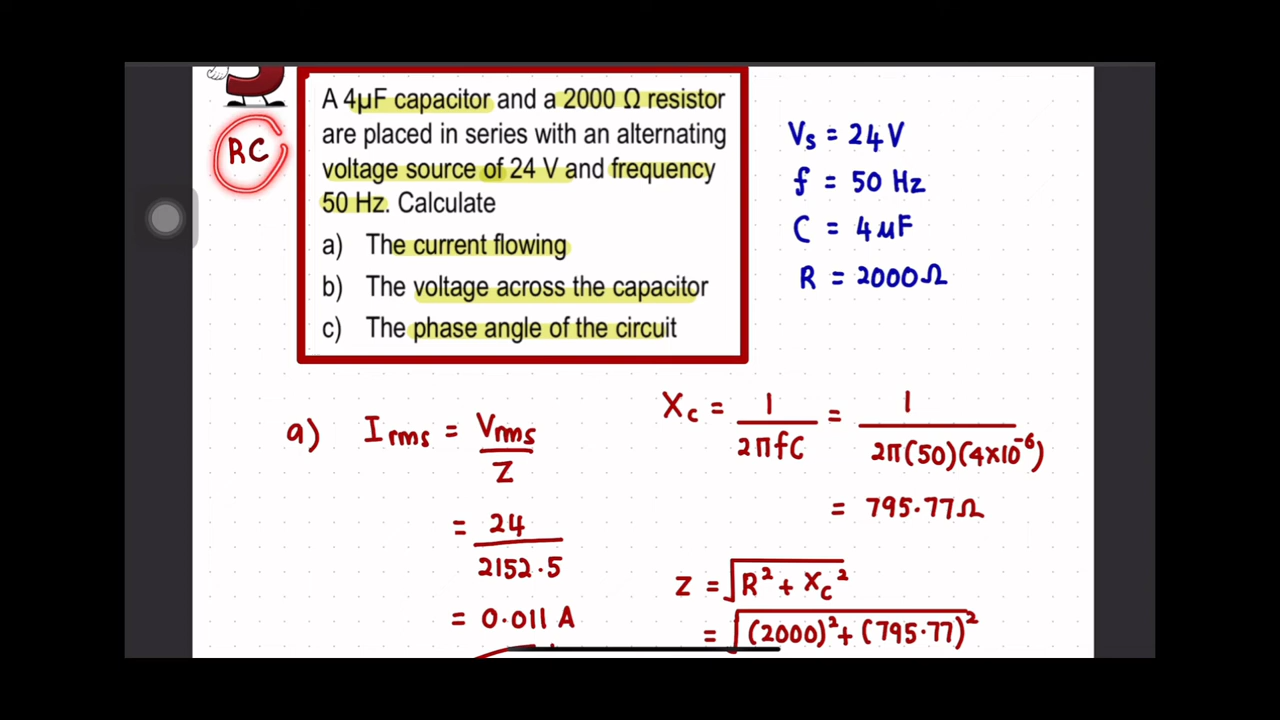 RC
A 4µF capacitor and a 2000 Ω resistor
are placed in series with an alternating
voltage source of 24 V and frequency
50 Hz. Calculate
a) The current flowing
b) The voltage across the capacitor
c) The phase angle of the circuit
Vs = 24V
f = 50 Hz
C = 4µF
R = 2000Ω
a) Irms = Vrms / Z
= 24 / 2152.5
= 0.011 A
Xc = 1 / 2πfC = 1 / 2π(50)(4×10⁻⁶)
= 795.77Ω
Z = √R² + Xc²
= √(2000)² + (795.77)²